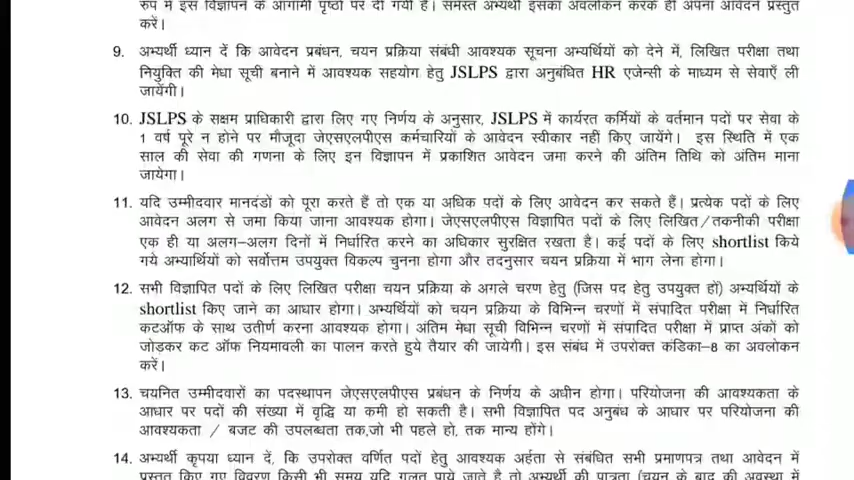 रुप में इस विज्ञापन के आगामी पृष्ठों पर दी गयी है। समस्त अभ्यर्थी इसका अवलोकन करके ही अपना आवेदन प्रस्तुत
करें।
9. अभ्यर्थी ध्यान दें कि आवेदन प्रबंधन, चयन प्रक्रिया संबंधी आवश्यक सूचना अभ्यर्थियों को देने में, लिखित परीक्षा तथा
नियुक्ति की मेधा सूची बनाने में आवश्यक सहयोग हेतु JSLPS द्वारा अनुबंधित HR एजेन्सी के माध्यम से सेवाएँ ली
जायेंगी।
10. JSLPS के सक्षम प्राधिकारी द्वारा लिए गए निर्णय के अनुसार, JSLPS में कार्यरत कर्मियों के वर्तमान पदों पर सेवा के
1 वर्ष पूरे न होने पर मौजूदा जेएसएलपीएस कर्मचारियों के आवेदन स्वीकार नहीं किए जायेंगे। इस स्थिति में एक
साल की सेवा की गणना के लिए इन विज्ञापन में प्रकाशित आवेदन जमा करने की अंतिम तिथि को अंतिम माना
जायेगा।
11. यदि उम्मीदवार मानदंडों को पूरा करते हैं तो एक या अधिक पदों के लिए आवेदन कर सकते हैं। प्रत्येक पदों के लिए
आवेदन अलग से जमा किया जाना आवश्यक होगा। जेएसएलपीएस विज्ञापित पदों के लिए लिखित/तकनीकी परीक्षा
एक ही या अलग–अलग दिनों में निर्धारित करने का अधिकार सुरक्षित रखता है। कई पदों के लिए shortlist किये
गये अभ्यार्थियों को सर्वोत्तम उपयुक्त विकल्प चुनना होगा और तदनुसार चयन प्रक्रिया में भाग लेना होगा।
12. सभी विज्ञापित पदों के लिए लिखित परीक्षा चयन प्रक्रिया के अगले चरण हेतु (जिस पद हेतु उपयुक्त हो) अभ्यर्थियों के
shortlist किए जाने का आधार होगा। अभ्यर्थियों को चयन प्रक्रिया के विभिन्न चरणों में संपादित परीक्षा में निर्धारित
कटऑफ के साथ उतीर्ण करना आवश्यक होगा। अंतिम मेधा सूची विभिन्न चरणों में संपादित परीक्षा में प्राप्त अंकों को
जोड़कर कट ऑफ नियमावली का पालन करते हुये तैयार की जायेगी। इस संबंध में उपरोक्त कंडिका–8 का अवलोकन
करें।
13. चयनित उम्मीदवारों का पदस्थापन जेएसएलपीएस प्रबंधन के निर्णय के अधीन होगा। परियोजना की आवश्यकता के
आधार पर पदों की संख्या में वृद्धि या कमी हो सकती है। सभी विज्ञापित पद अनुबंध के आधार पर परियोजना की
आवश्यकता / बजट की उपलब्धता तक,जो भी पहले हो, तक मान्य होंगे।
14. अभ्यर्थी कृपया ध्यान दें, कि उपरोक्त वर्णित पदों हेतु आवश्यक अर्हता से संबंधित सभी प्रमाणपत्र तथा आवेदन में
प्रस्तुत किए गए विवरण किसी भी समय यदि गलत पाये जाते है तो अभ्यर्थी की पात्रता (चयन के बाद की अवस्था में